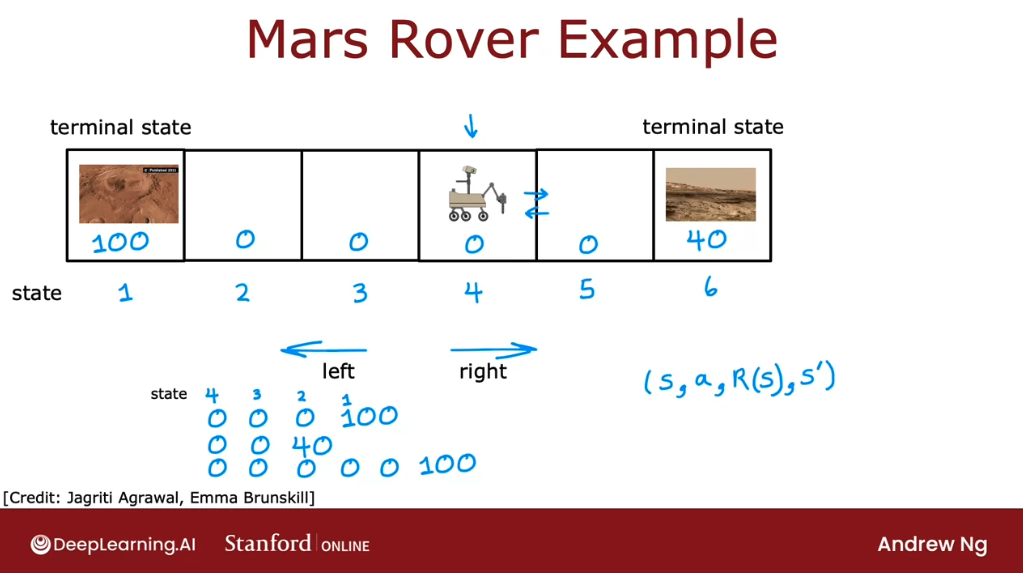 Mars Rover Example
terminal state terminal state
100 0 0 0 0 40
state 1 2 3 4 5 6
left right
(s, a, R(s), s')
state 4 3 2 1
0 0 0 100
0 0 40
0 0 0 0 0 100
[Credit: Jagriti Agrawal, Emma Brunskill]
DeepLearning.AI Stanford ONLINE Andrew Ng